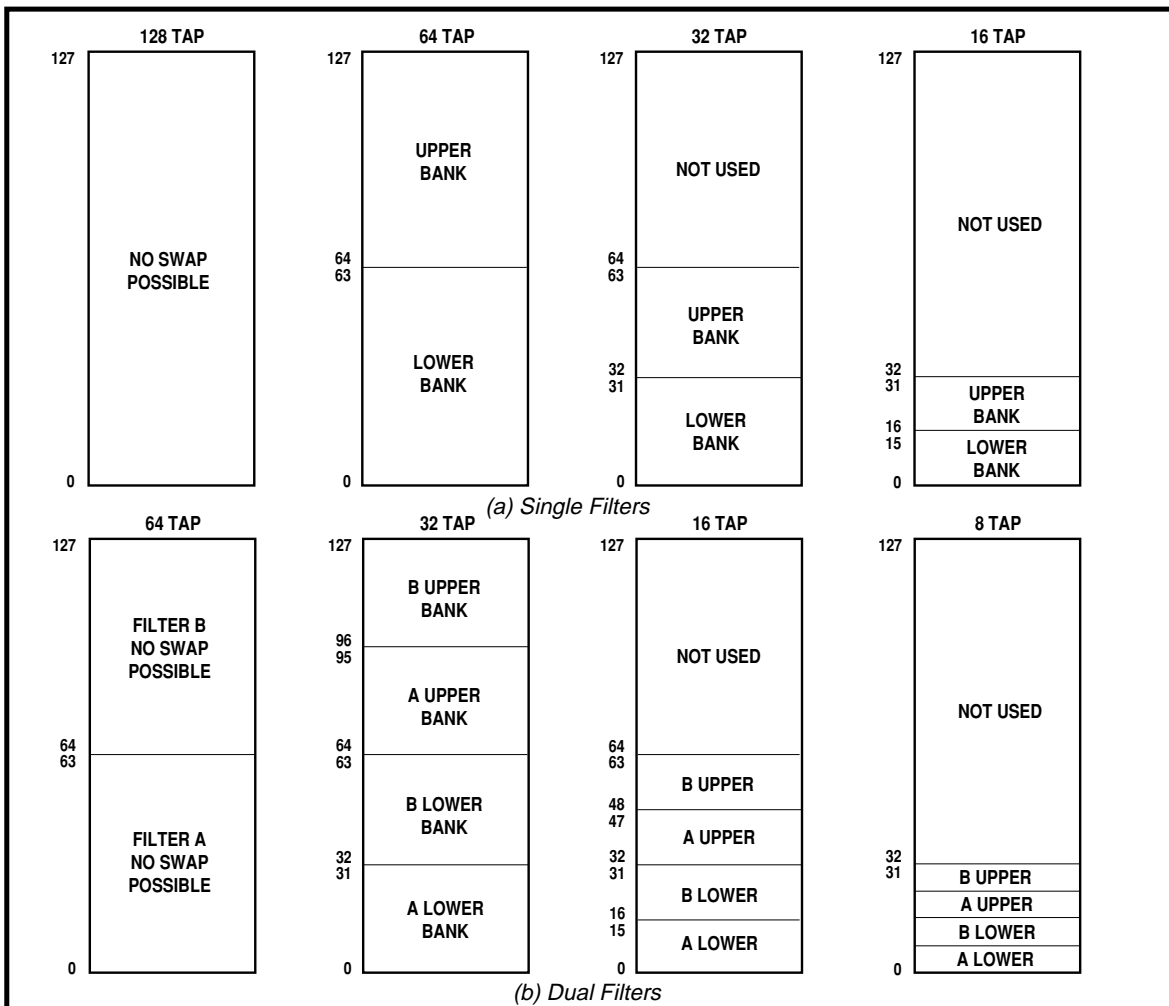 128 TAP
127
NO SWAP
POSSIBLE
0
64 TAP
127
UPPER
BANK
64
63
LOWER
BANK
0
32 TAP
127
NOT USED
64
63
UPPER
BANK
32
31
LOWER
BANK
0
16 TAP
127
NOT USED
32
31
UPPER
BANK
16
15
LOWER
BANK
0
(a) Single Filters
64 TAP
127
FILTER B
NO SWAP
POSSIBLE
64
63
FILTER A
NO SWAP
POSSIBLE
0
32 TAP
127
B UPPER
BANK
96
95
A UPPER
BANK
64
63
B LOWER
BANK
32
31
A LOWER
BANK
0
16 TAP
127
NOT USED
64
63
B UPPER
48
47
A UPPER
32
31
B LOWER
16
15
A LOWER
0
8 TAP
127
NOT USED
32
31
B UPPER
A UPPER
B LOWER
A LOWER
0
(b) Dual Filters